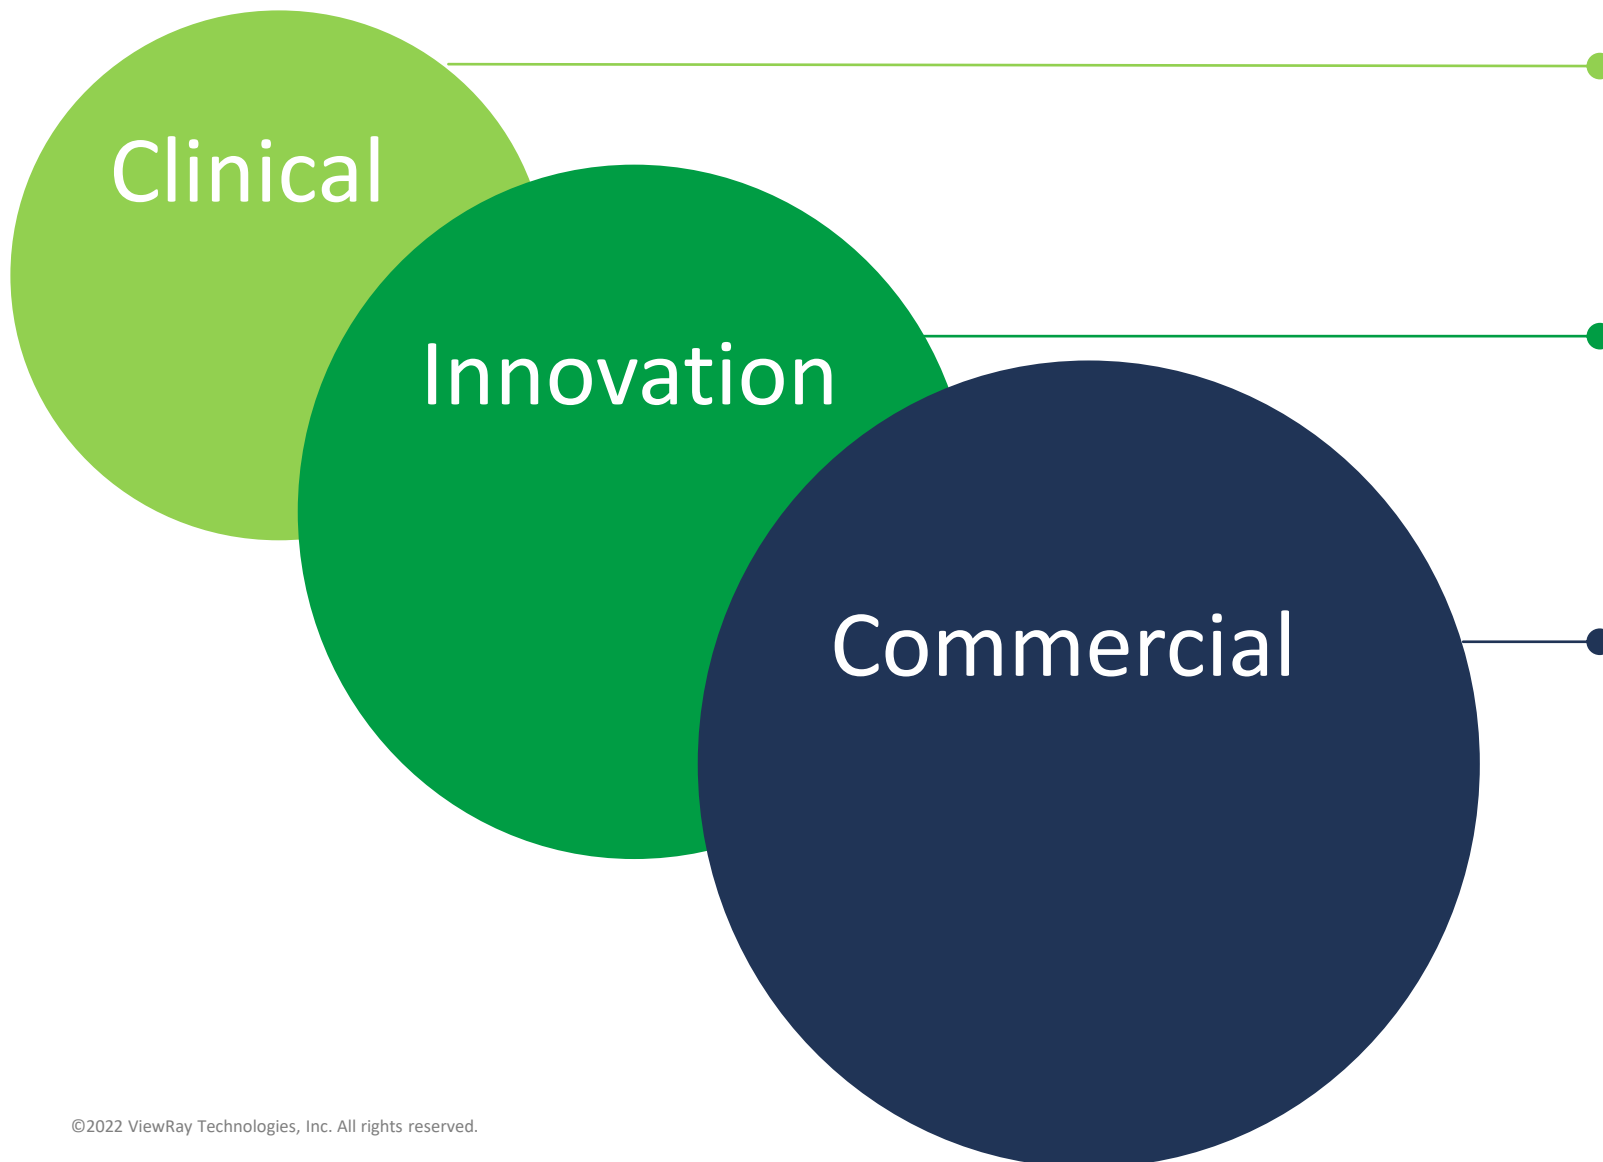 Clinical
Innovation
Commercial
©2022 ViewRay Technologies, Inc. All rights reserved.